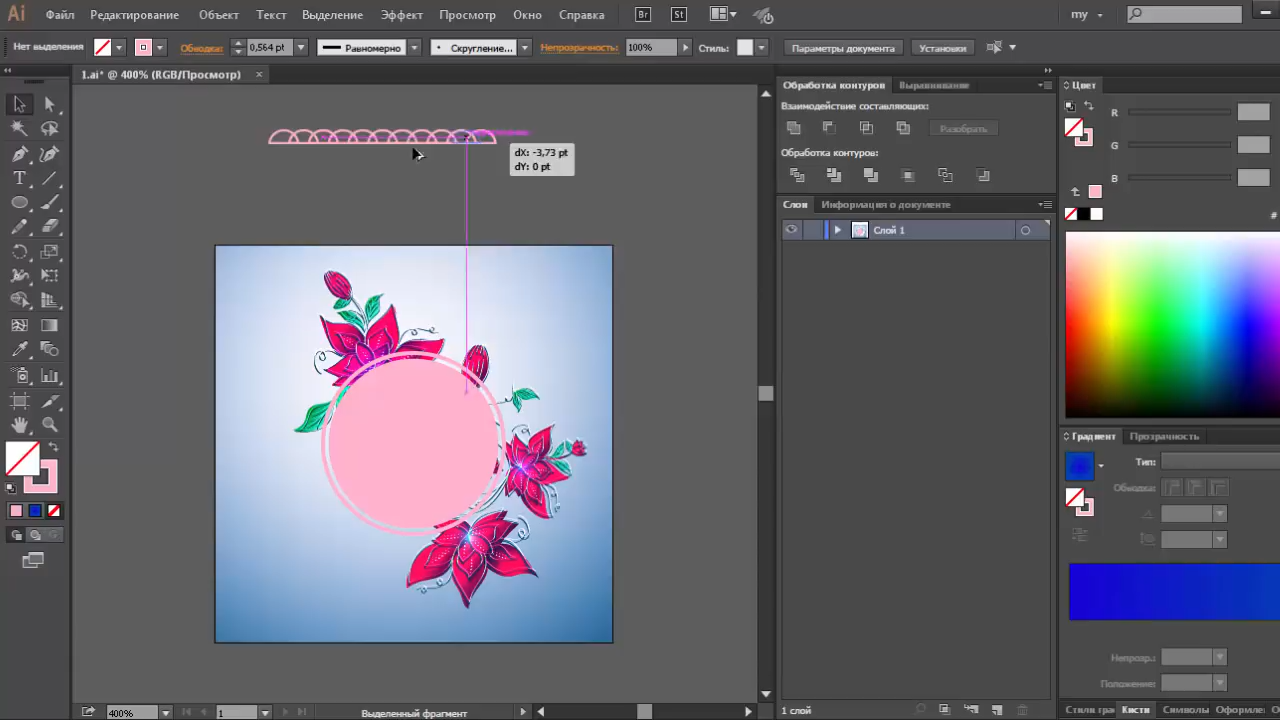 Ai Файл Редактирование Объект Текст Выделение Эффект Просмотр Окно Справка Br St my
Нет выделения Обводка: 0,564 pt Равномерно Скругление... Непрозрачность: 100% Стиль: Параметры документа Установки
1.ai* @ 400% (RGB/Просмотр) ×
Обработка контуров Выравнивание
Взаимодействие составляющих:
Разобрать
Обработка контуров:
Слои Информация о документе
Слой 1
Цвет
R
G
B
#
dX: -3,73 pt
dY: 0 pt
Градиент Прозрачность
Тип:
Обводка:
Непрозр.:
Положение:
400% 1 Выделенный фрагмент
1 слой
Стили граф Кисти Символы Оформле